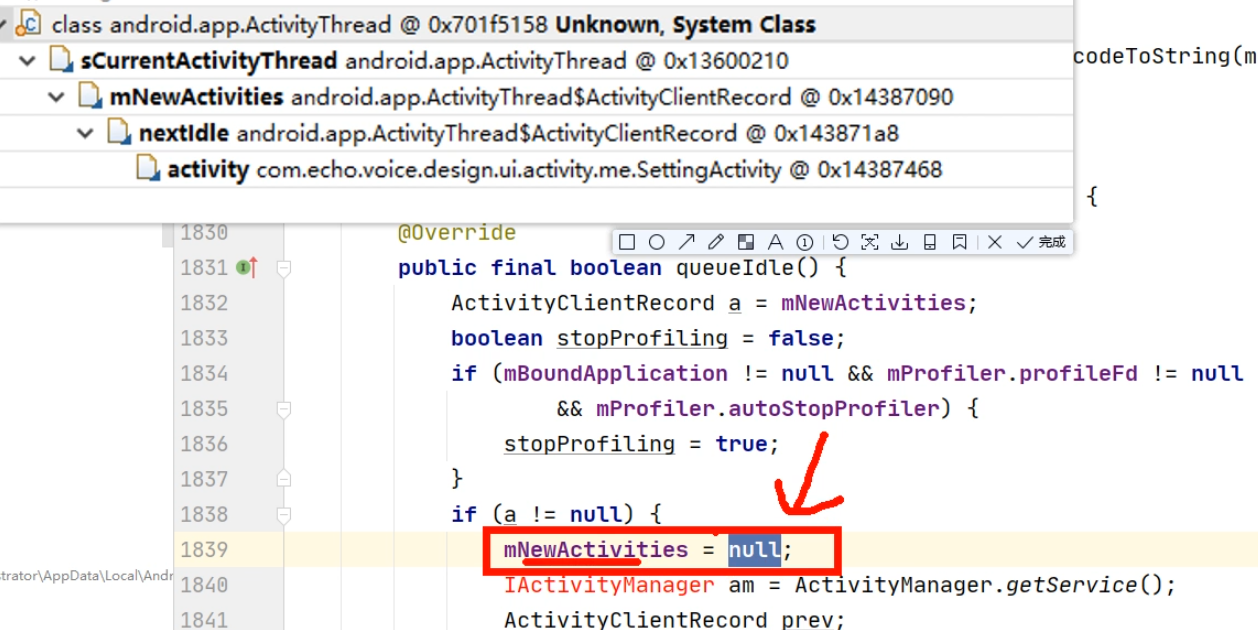 class android.app.ActivityThread @ 0x701f5158 Unknown, System Class
sCurrentActivityThread android.app.ActivityThread @ 0x13600210
codeToString(m
mNewActivities android.app.ActivityThread$ActivityClientRecord @ 0x14387090
nextIdle android.app.ActivityThread$ActivityClientRecord @ 0x143871a8
activity com.echo.voice.design.ui.activity.me.SettingActivity @ 0x14387468
{
1830 @Override
完成
1831 public final boolean queueIdle() {
1832 ActivityClientRecord a = mNewActivities;
1833 boolean stopProfiling = false;
1834 if (mBoundApplication != null && mProfiler.profileFd != null
1835 && mProfiler.autoStopProfiler) {
1836 stopProfiling = true;
1837 }
1838 if (a != null) {
1839 mNewActivities = null;
strator\AppData\Local\Andr
1840 IActivityManager am = ActivityManager.getService();
1841 ActivityClientRecord prev;